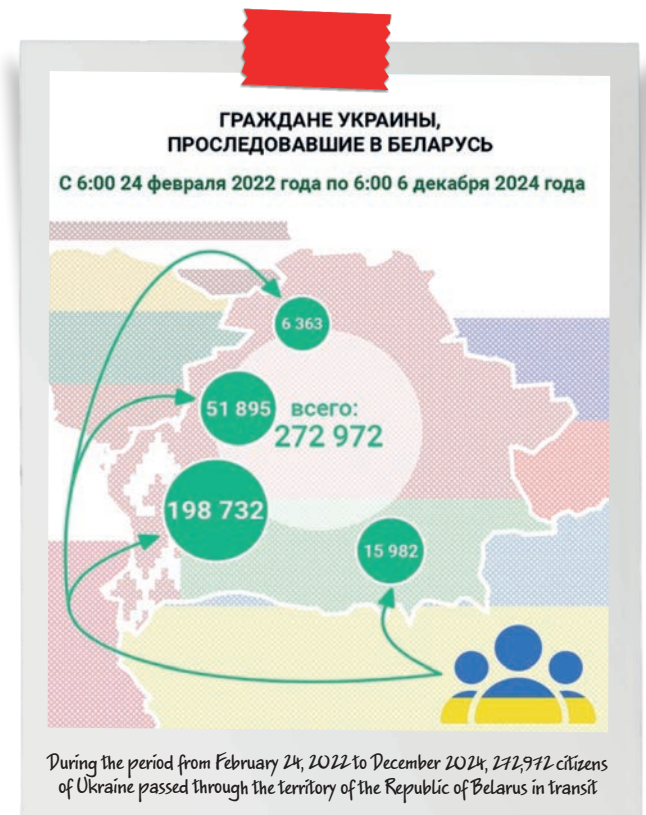 ГРАЖДАНЕ УКРАИНЫ,
ПРОСЛЕДОВАВШИЕ В БЕЛАРУСЬ
С 6:00 24 февраля 2022 года по 6:00 6 декабря 2024 года
6 363
51 895
всего:
272 972
198 732
15 982
During the period from February 24, 2022 to December 2024, 272,972 citizens
of Ukraine passed through the territory of the Republic of Belarus in transit